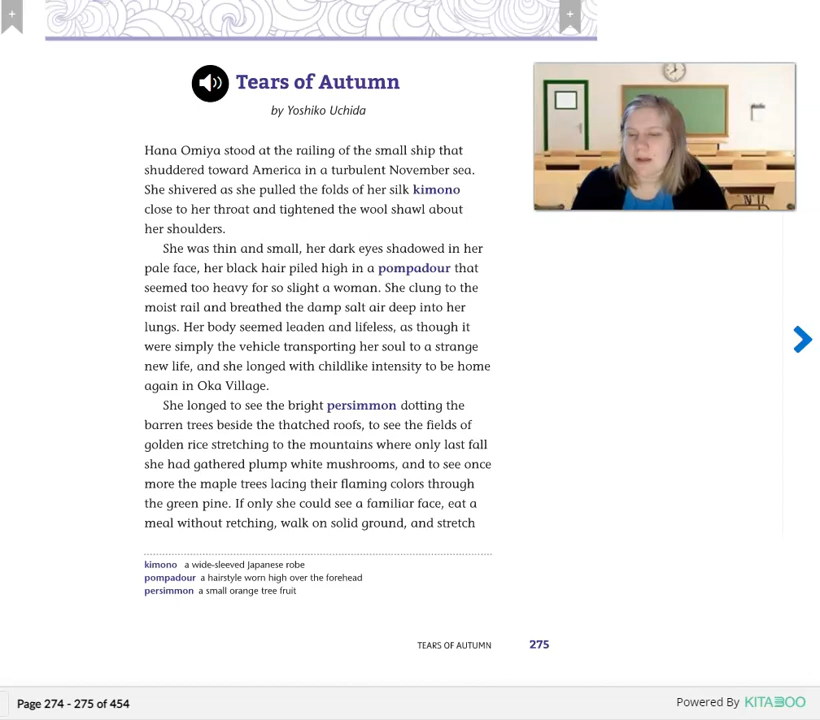 Tears of Autumn
by Yoshiko Uchida
Hana Omiya stood at the railing of the small ship that
shuddered toward America in a turbulent November sea.
She shivered as she pulled the folds of her silk kimono
close to her throat and tightened the wool shawl about
her shoulders.
She was thin and small, her dark eyes shadowed in her
pale face, her black hair piled high in a pompadour that
seemed too heavy for so slight a woman. She clung to the
moist rail and breathed the damp salt air deep into her
lungs. Her body seemed leaden and lifeless, as though it
were simply the vehicle transporting her soul to a strange
new life, and she longed with childlike intensity to be home
again in Oka Village.
She longed to see the bright persimmon dotting the
barren trees beside the thatched roofs, to see the fields of
golden rice stretching to the mountains where only last fall
she had gathered plump white mushrooms, and to see once
more the maple trees lacing their flaming colors through
the green pine. If only she could see a familiar face, eat a
meal without retching, walk on solid ground, and stretch
kimono a wide-sleeved Japanese robe
pompadour a hairstyle worn high over the forehead
persimmon a small orange tree fruit
TEARS OF AUTUMN 275
Page 274 - 275 of 454
Powered By KITABOO